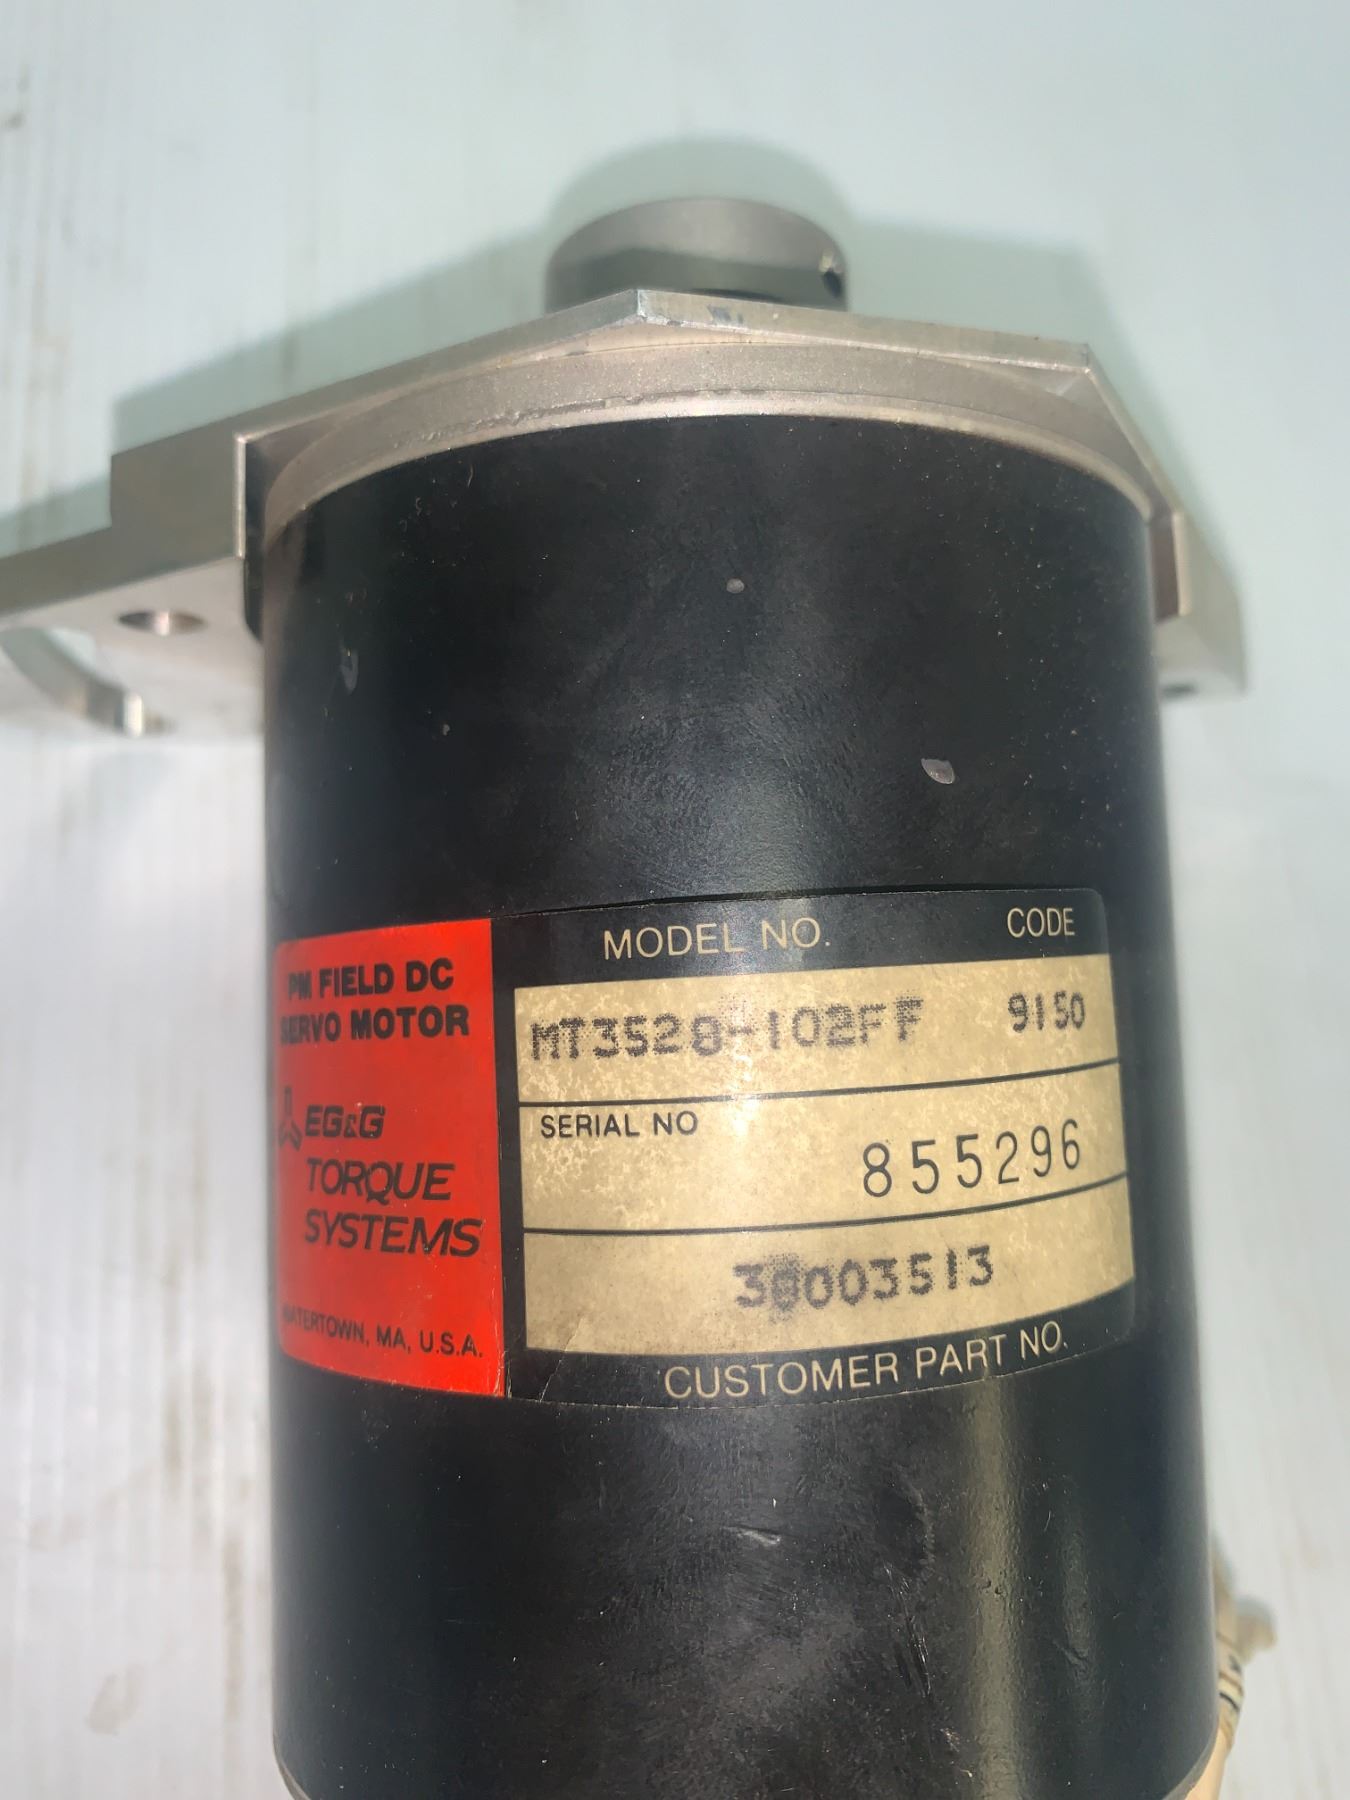 PM FIELD DC
SERVO MOTOR
EG&G
TORQUE
SYSTEMS
WATERTOWN, MA, U.S.A.
MODEL NO. CODE
MT3528-102FF 9150
SERIAL NO
855296
30003513
CUSTOMER PART NO.